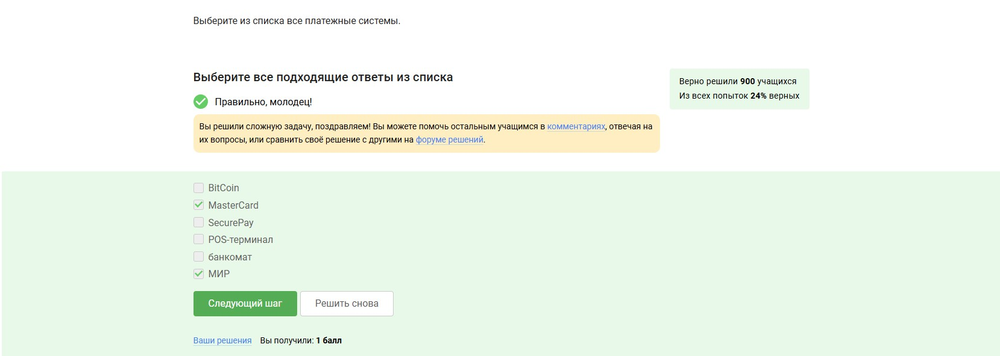 Выберите из списка все платежные системы.
Выберите все подходящие ответы из списка
Верно решили 900 учащихся
Из всех попыток 24% верных
Правильно, молодец!
Вы решили сложную задачу, поздравляем! Вы можете помочь остальным учащимся в комментариях, отвечая на
их вопросы, или сравнить своё решение с другими на форуме решений.
BitCoin
MasterCard
SecurePay
POS-терминал
банкомат
МИР
Следующий шаг Решить снова
Ваши решения Вы получили: 1 балл